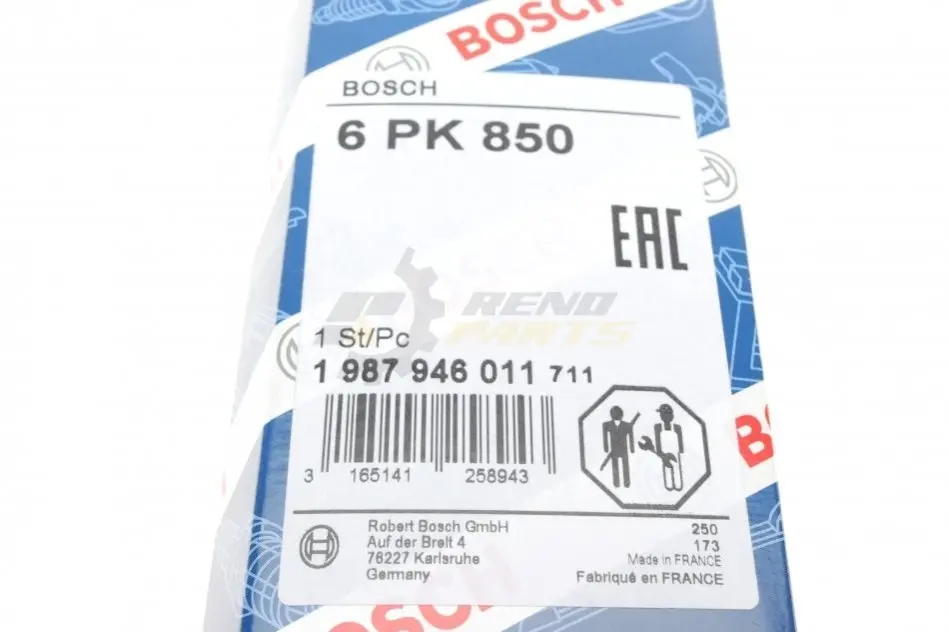 BOSCH
BOSCH
6 PK 850
EAC
RENO
PARTS
1 St/Pc
1 987 946 011 711
3 165141 258943
Robert Bosch GmbH
Auf der Breit 4
76227 Karlsruhe
Germany
250
173
Made in FRANCE
Fabriqué en FRANCE
B